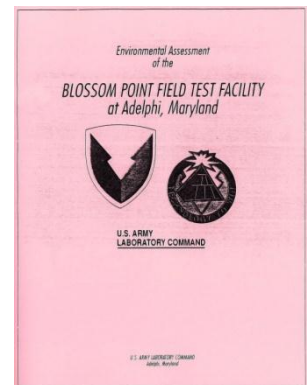 Environmental Assessment
of the
BLOSSOM POINT FIELD TEST FACILITY
at Adelphi, Maryland
U.S. ARMY
LABORATORY COMMAND
U.S. ARMY LABORATORY COMMAND
Adelphi, Maryland